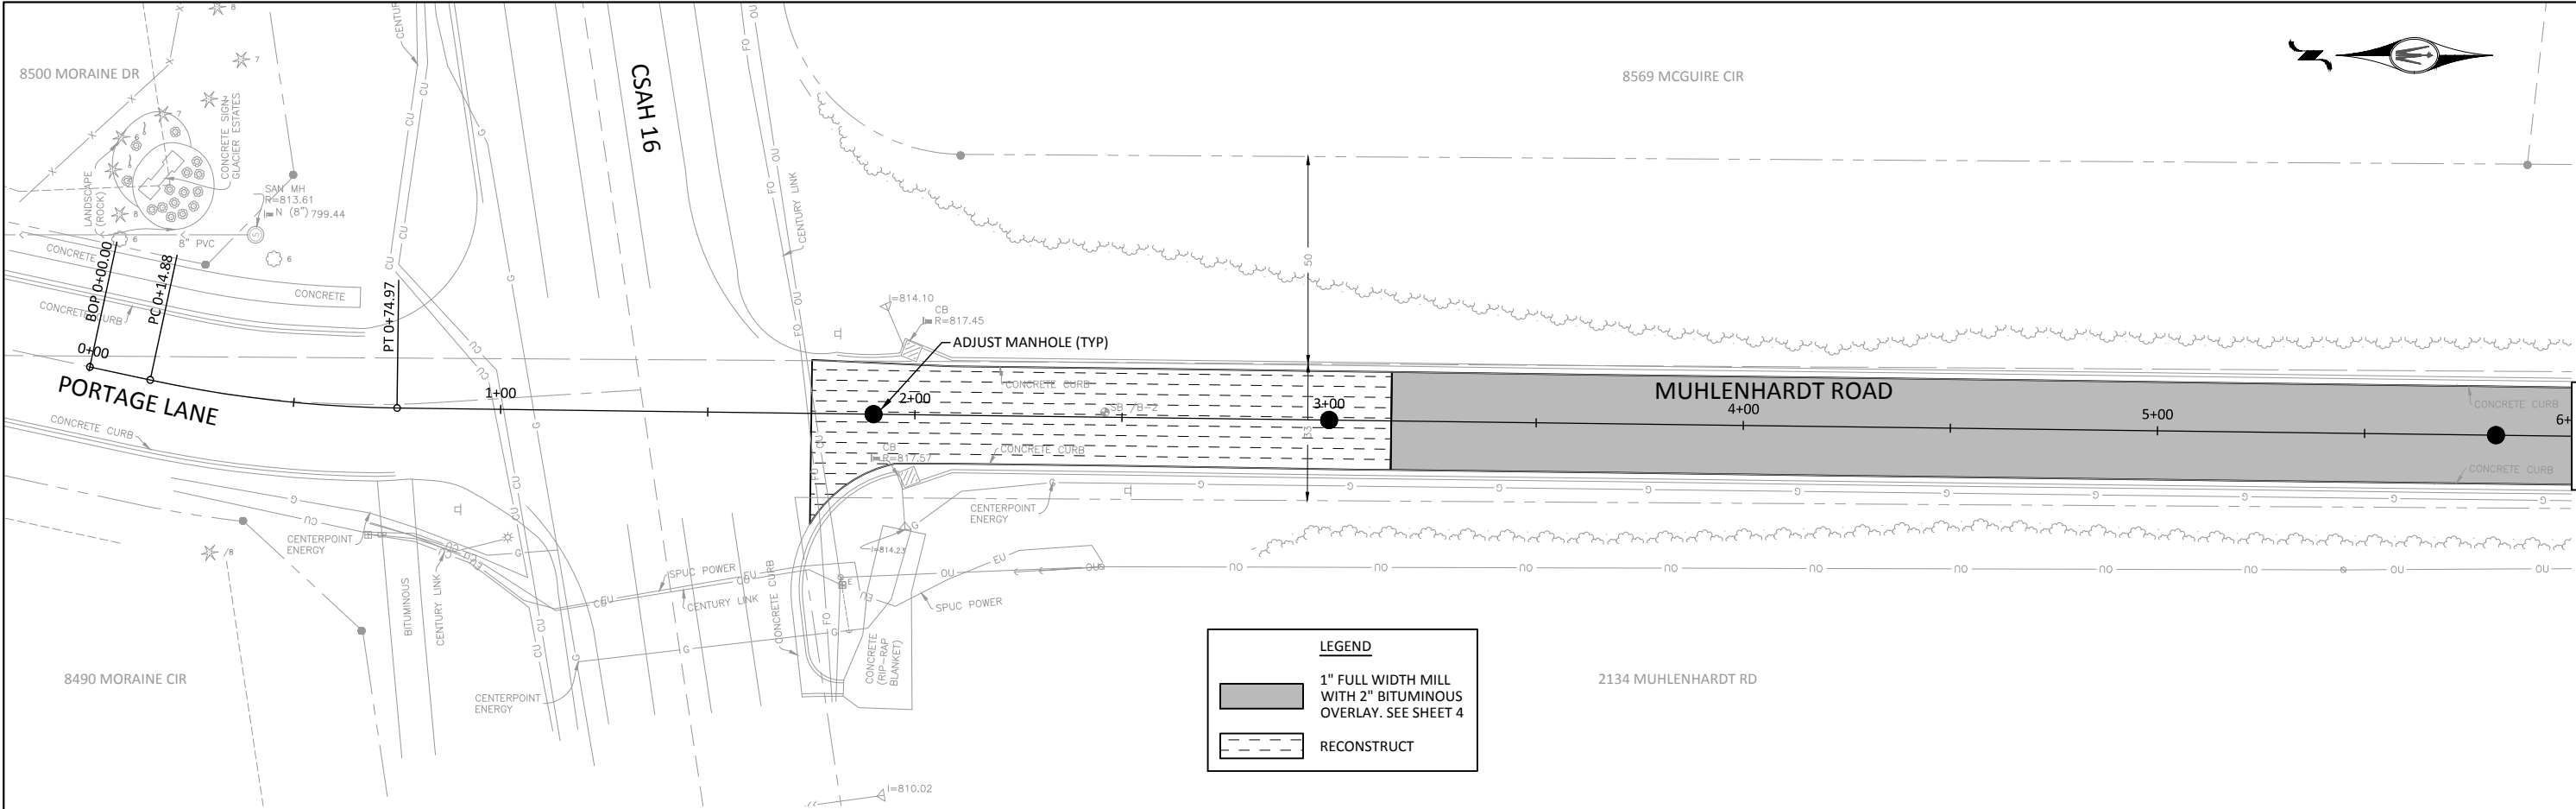 8500 MORAINE DR
8569 MCGUIRE CIR
CSAH 16
CONCRETE SIGN
GLACIER ESTATES
LANDSCAPE
(ROCK)
SAN MH
R=813.61
I= N (8") 799.44
8" PVC
CONCRETE
CONCRETE
CONCRETE CURB
BOP 0+00.00
PC 0+14.88
PT 0+74.97
0+00
PORTAGE LANE
CONCRETE CURB
1+00
CENTURY LINK
I=814.10
CB
R=817.45
ADJUST MANHOLE (TYP)
50
CONCRETE CURB
2+00
3+00
MUHLENHARDT ROAD
4+00
5+00
6+
CONCRETE CURB
33
CB
R=817.57
CONCRETE CURB
CONCRETE CURB
CENTERPOINT
ENERGY
CENTERPOINT
ENERGY
I=814.23
BITUMINOUS
CENTURY LINK
SPUC POWER
CENTURY LINK
CONCRETE CURB
SPUC POWER
CONCRETE
(RIP-RAP
BLANKET)
8490 MORAINE CIR
CENTERPOINT
ENERGY
2134 MUHLENHARDT RD
LEGEND
1" FULL WIDTH MILL
WITH 2" BITUMINOUS
OVERLAY. SEE SHEET 4
RECONSTRUCT
I=810.02